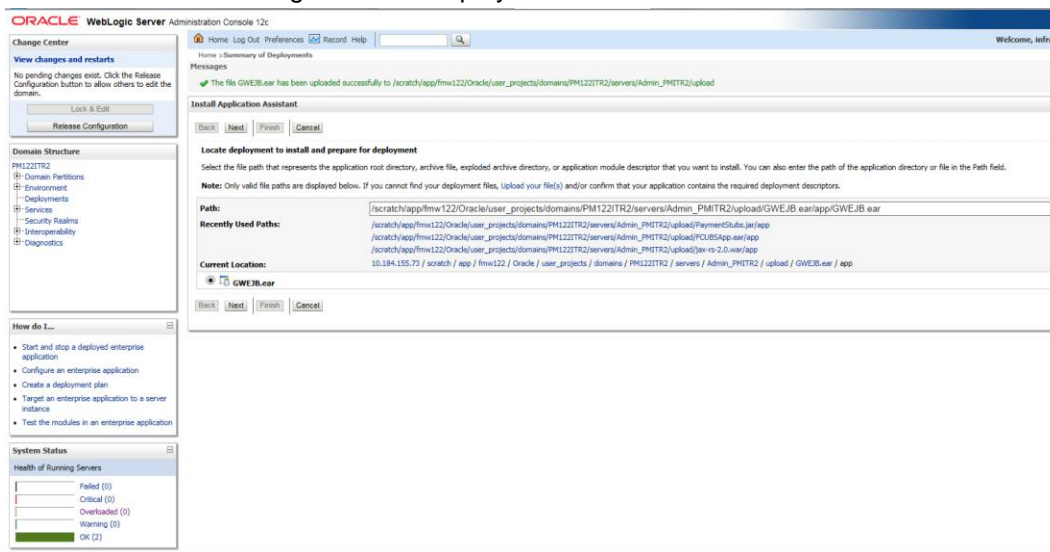 ORACLE WebLogic Server Administration Console 12c
Change Center
View changes and restarts
No pending changes exist. Click the Release
Configuration button to allow others to edit the
domain.
Lock & Edit
Release Configuration
Domain Structure
PM122ITR2
Domain Partitions
Environment
Deployments
Services
Security Realms
Interoperability
Diagnostics
How do I...
Start and stop a deployed enterprise
application
Configure an enterprise application
Create a deployment plan
Target an enterprise application to a server
instance
Test the modules in an enterprise application
System Status
Health of Running Servers
Failed (0)
Critical (0)
Overloaded (0)
Warning (0)
OK (2)
Home Log Out Preferences Record Help
Welcome, infra
Home >Summary of Deployments
Messages
The file GWEJB.ear has been uploaded successfully to /scratch/app/fmw122/Oracle/user_projects/domains/PM122ITR2/servers/Admin_PMITR2/upload
Install Application Assistant
Back Next Finish Cancel
Locate deployment to install and prepare for deployment
Select the file path that represents the application root directory, archive file, exploded archive directory, or application module descriptor that you want to install. You can also enter the path of the application directory or file in the Path field.
Note: Only valid file paths are displayed below. If you cannot find your deployment files, Upload your file(s) and/or confirm that your application contains the required deployment descriptors.
Path: /scratch/app/fmw122/Oracle/user_projects/domains/PM122ITR2/servers/Admin_PMITR2/upload/GWEJB.ear/app/GWEJB.ear
Recently Used Paths: /scratch/app/fmw122/Oracle/user_projects/domains/PM122ITR2/servers/Admin_PMITR2/upload/PaymentStubs.jar/app
/scratch/app/fmw122/Oracle/user_projects/domains/PM122ITR2/servers/Admin_PMITR2/upload/FCUBSApp.ear/app
/scratch/app/fmw122/Oracle/user_projects/domains/PM122ITR2/servers/Admin_PMITR2/upload/jax-rs-2.0.war/app
Current Location: 10.184.155.73 / scratch / app / fmw122 / Oracle / user_projects / domains / PM122ITR2 / servers / Admin_PMITR2 / upload / GWEJB.ear / app
GWEJB.ear
Back Next Finish Cancel